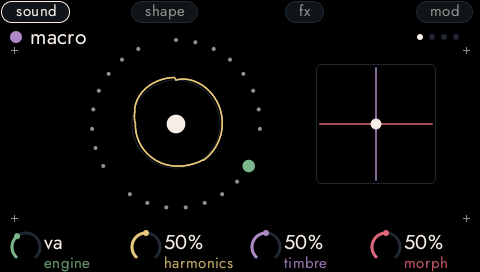 sound shape fx mod
macro
va 50% 50% 50%
engine harmonics timbre morph